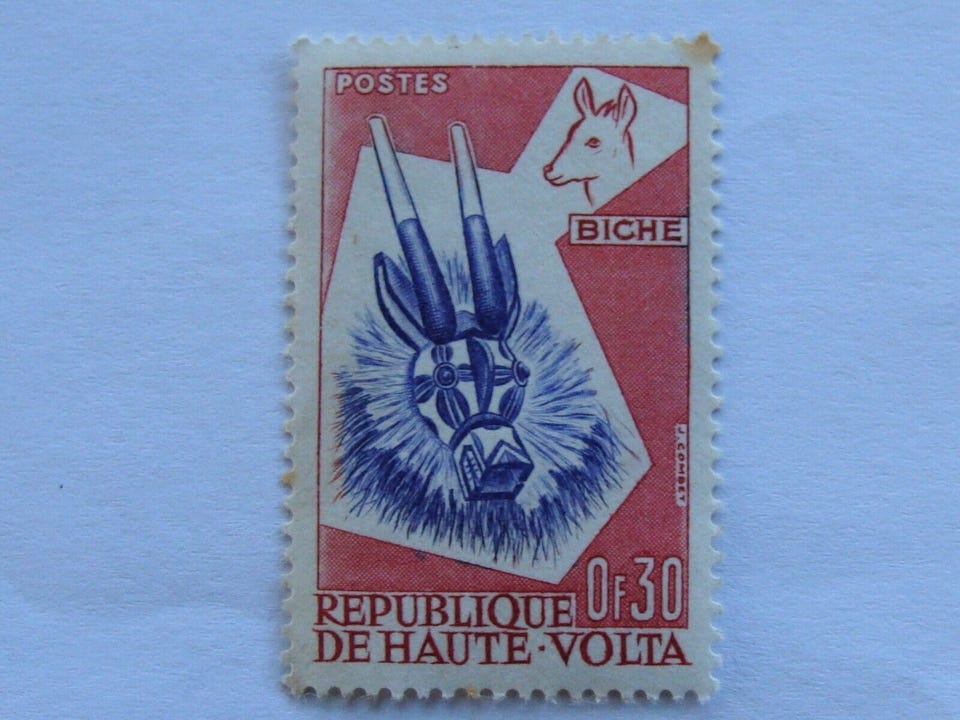 POSTES
BICHE
J. COMBET
0F30
REPUBLIQUE
DE HAUTE·VOLTA